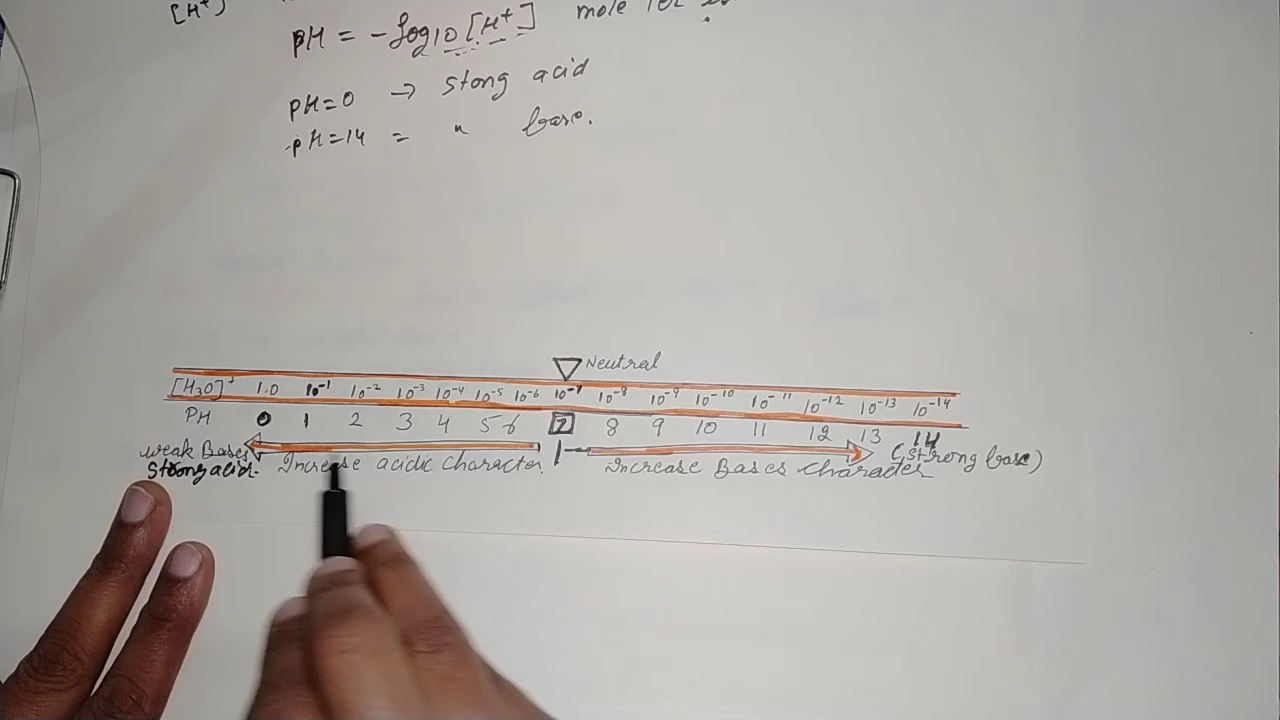 [H⁺]
pH = -log10 [H⁺] mole
pH=0 → stong acid
pH=14 = " base.
Neutral
[H3O]⁺ 1.0 10⁻¹ 10⁻² 10⁻³ 10⁻⁴ 10⁻⁵ 10⁻⁶ 10⁻⁷ 10⁻⁸ 10⁻⁹ 10⁻¹⁰ 10⁻¹¹ 10⁻¹² 10⁻¹³ 10⁻¹⁴
PH 0 1 2 3 4 5 6 7 8 9 10 11 12 13 14
weak Bases (Strong base)
Stoong acid. Increase acidic character. Increase Bases Character